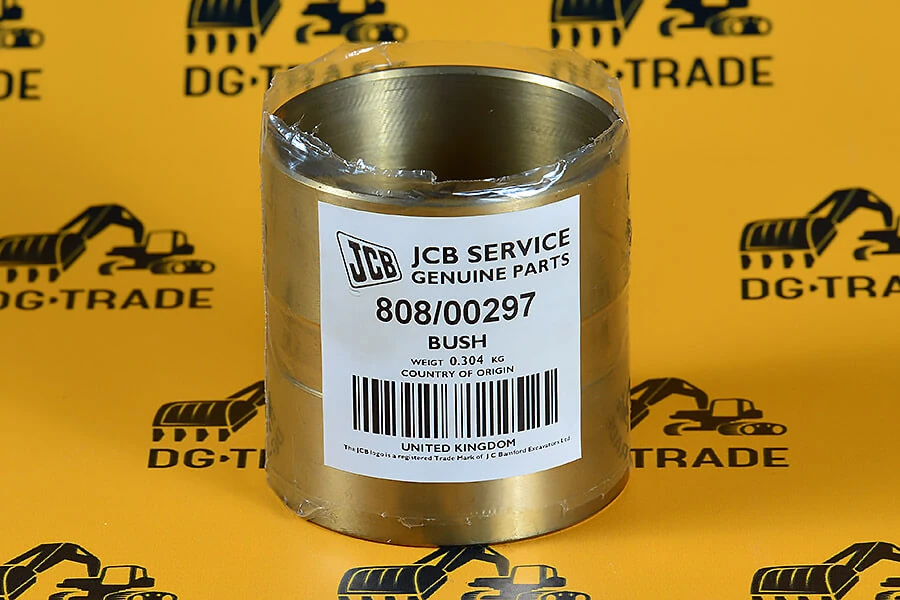 DG·TRADE
DG·TRADE
DG·TRADE
DG·TRADE
JCB
JCB SERVICE
GENUINE PARTS
808/00297
BUSH
WEIGT 0.304 KG
COUNTRY OF ORIGIN
UNITED KINGDOM
The JCB logo is a registered Trade Mark of J C Bamford Excavators Ltd
DG·T
TRADE